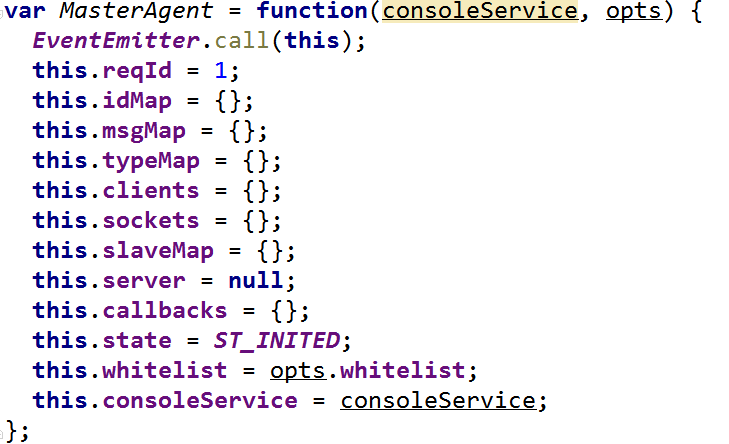 var MasterAgent = function(consoleService, opts) {
  EventEmitter.call(this);
  this.reqId = 1;
  this.idMap = {};
  this.msgMap = {};
  this.typeMap = {};
  this.clients = {};
  this.sockets = {};
  this.slaveMap = {};
  this.server = null;
  this.callbacks = {};
  this.state = ST_INITED;
  this.whitelist = opts.whitelist;
  this.consoleService = consoleService;
};